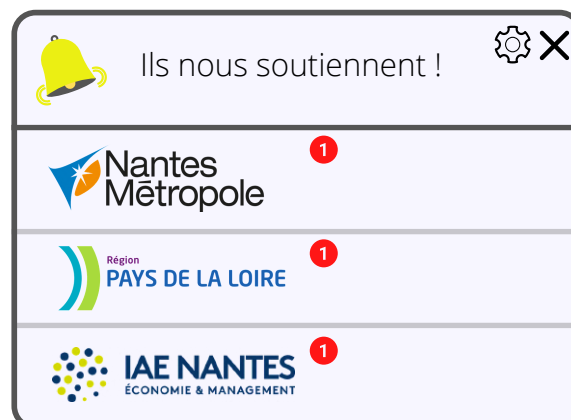 Ils nous soutiennent !
Nantes
Métropole
1
Région
PAYS DE LA LOIRE
1
IAE NANTES
ÉCONOMIE & MANAGEMENT
1